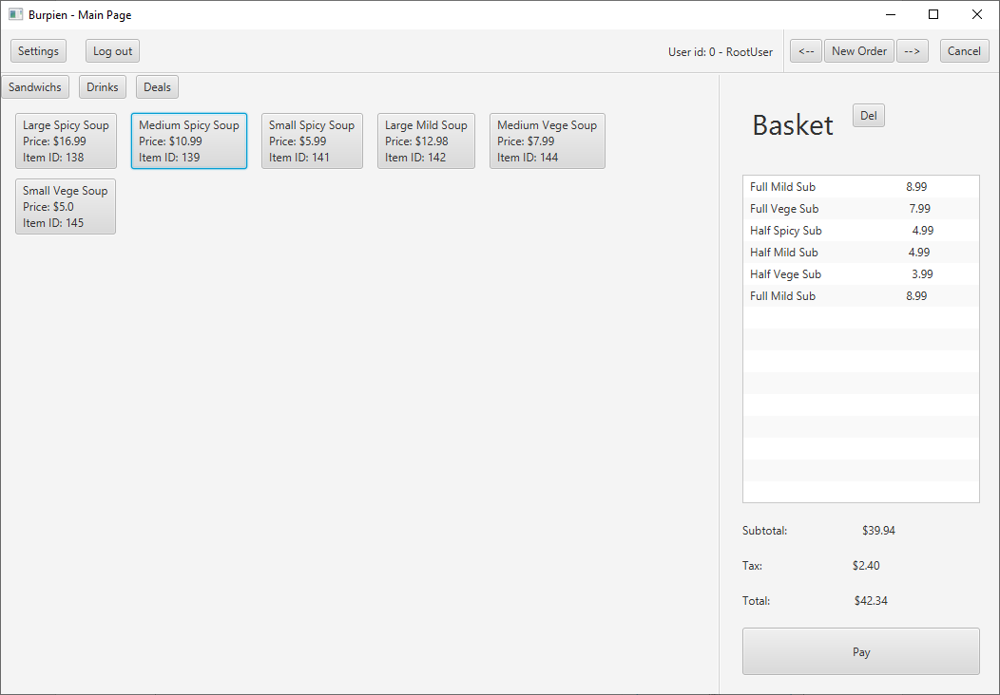 Burpien - Main Page
Settings Log out User id: 0 - RootUser <-- New Order --> Cancel
Sandwichs Drinks Deals
Large Spicy Soup
Price: $16.99
Item ID: 138
Medium Spicy Soup
Price: $10.99
Item ID: 139
Small Spicy Soup
Price: $5.99
Item ID: 141
Large Mild Soup
Price: $12.98
Item ID: 142
Medium Vege Soup
Price: $7.99
Item ID: 144
Small Vege Soup
Price: $5.0
Item ID: 145
Basket Del
Full Mild Sub 8.99
Full Vege Sub 7.99
Half Spicy Sub 4.99
Half Mild Sub 4.99
Half Vege Sub 3.99
Full Mild Sub 8.99
Subtotal: $39.94
Tax: $2.40
Total: $42.34
Pay